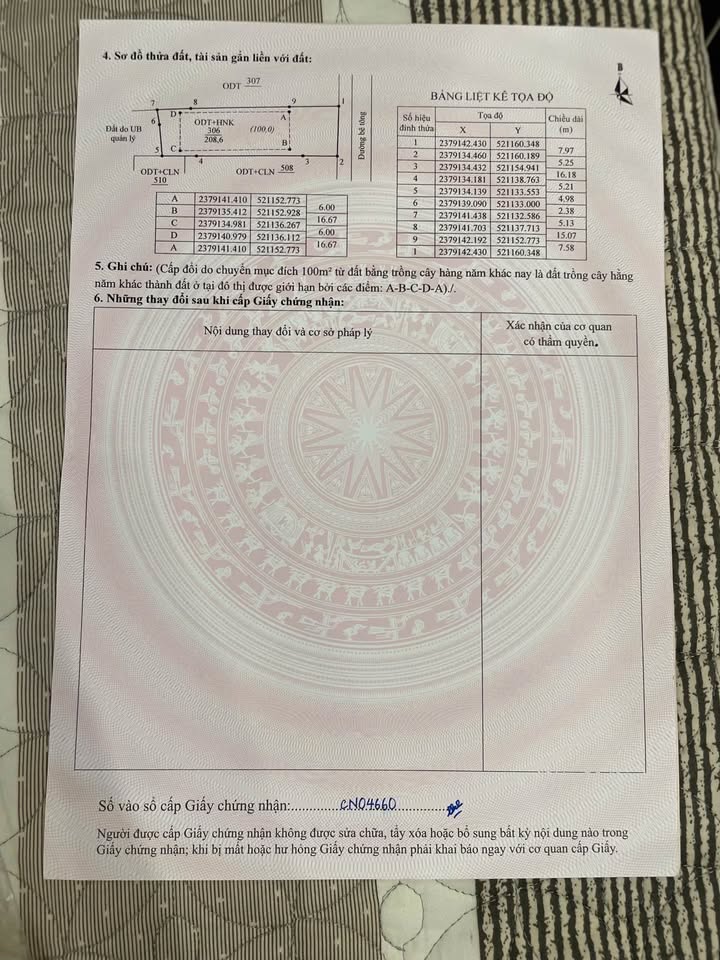 4. Sơ đồ thửa đất, tài sản gắn liền với đất:
ODT 307
7
8
9
1
B
D
A
6
Đất do UB
quản lý
ODT+HNK
306
208,6
(100,0)
Đường bê tông
5
C
B
4
3
2
ODT+CLN
510
ODT+CLN 508
A 2379141.410 521152.773
6.00
B 2379135.412 521152.928
16.67
C 2379134.981 521136.267
6.00
D 2379140.979 521136.112
16.67
A 2379141.410 521152.773
BẢNG LIỆT KÊ TỌA ĐỘ
Số hiệu đỉnh thửa
Tọa độ
X Y
Chiều dài (m)
1 2379142.430 521160.348
7.97
2 2379134.460 521160.189
5.25
3 2379134.432 521154.941
16.18
4 2379134.181 521138.763
5.21
5 2379134.139 521133.553
4.98
6 2379139.090 521133.000
2.38
7 2379141.438 521132.586
5.13
8 2379141.703 521137.713
15.07
9 2379142.192 521152.773
7.58
1 2379142.430 521160.348
5. Ghi chú: (Cấp đổi do chuyển mục đích 100m² từ đất bằng trồng cây hàng năm khác nay là đất trồng cây hằng
năm khác thành đất ở tại đô thị được giới hạn bởi các điểm: A-B-C-D-A)./.
6. Những thay đổi sau khi cấp Giấy chứng nhận:
Nội dung thay đổi và cơ sở pháp lý
Xác nhận của cơ quan
có thẩm quyền.
Số vào sổ cấp Giấy chứng nhận:............CN04660............
Người được cấp Giấy chứng nhận không được sửa chữa, tẩy xóa hoặc bổ sung bất kỳ nội dung nào trong
Giấy chứng nhận; khi bị mất hoặc hư hỏng Giấy chứng nhận phải khai báo ngay với cơ quan cấp Giấy.